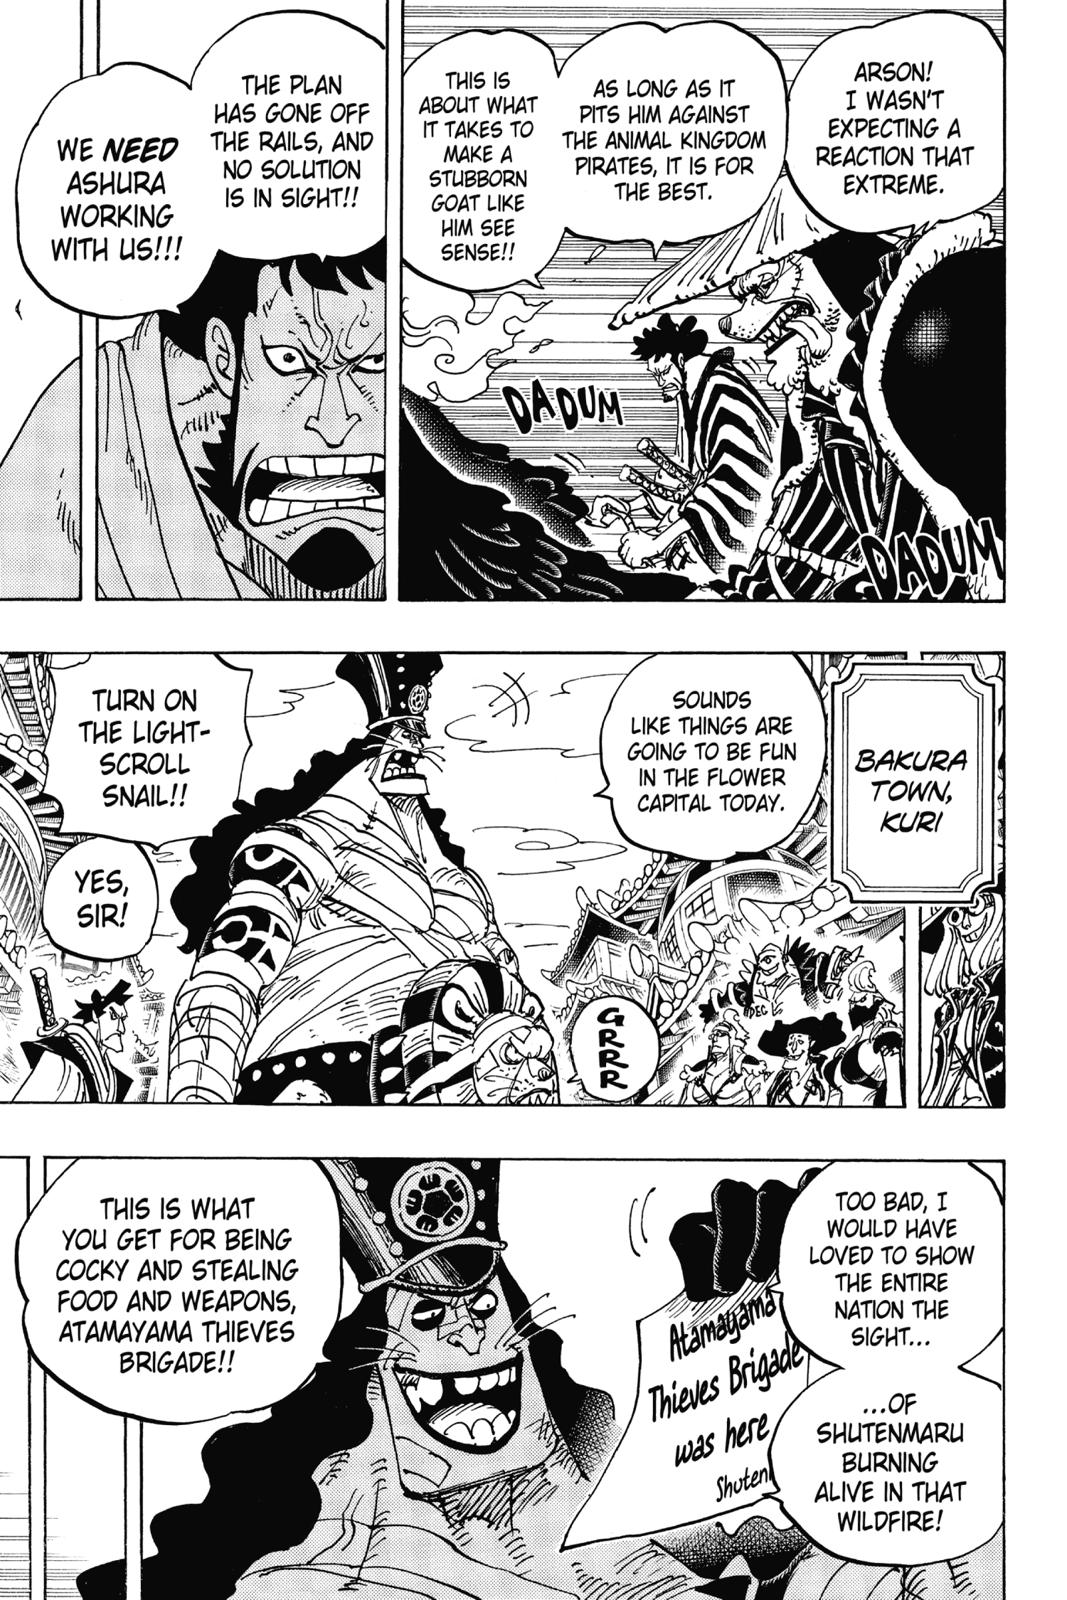 ARSON!
I WASN'T
EXPECTING A
REACTION THAT
EXTREME.
AS LONG AS IT
PITS HIM AGAINST
THE ANIMAL KINGDOM
PIRATES, IT IS FOR
THE BEST.
THIS IS
ABOUT WHAT
IT TAKES TO
MAKE A
STUBBORN
GOAT LIKE
HIM SEE
SENSE!!
DADUM
DADUM
THE PLAN
HAS GONE OFF
THE RAILS, AND
NO SOLUTION
IS IN SIGHT!!
WE NEED
ASHURA
WORKING
WITH US!!!
BAKURA
TOWN,
KURI
SOUNDS
LIKE THINGS ARE
GOING TO BE FUN
IN THE FLOWER
CAPITAL TODAY.
GRRR
TURN ON
THE LIGHT-
SCROLL
SNAIL!!
YES,
SIR!
TOO BAD, I
WOULD HAVE
LOVED TO SHOW
THE ENTIRE
NATION THE
SIGHT...
...OF
SHUTENMARU
BURNING
ALIVE IN THAT
WILDFIRE!
Atamayama
Thieves Brigade
was here
Shuten
THIS IS WHAT
YOU GET FOR BEING
COCKY AND STEALING
FOOD AND WEAPONS,
ATAMAYAMA THIEVES
BRIGADE!!